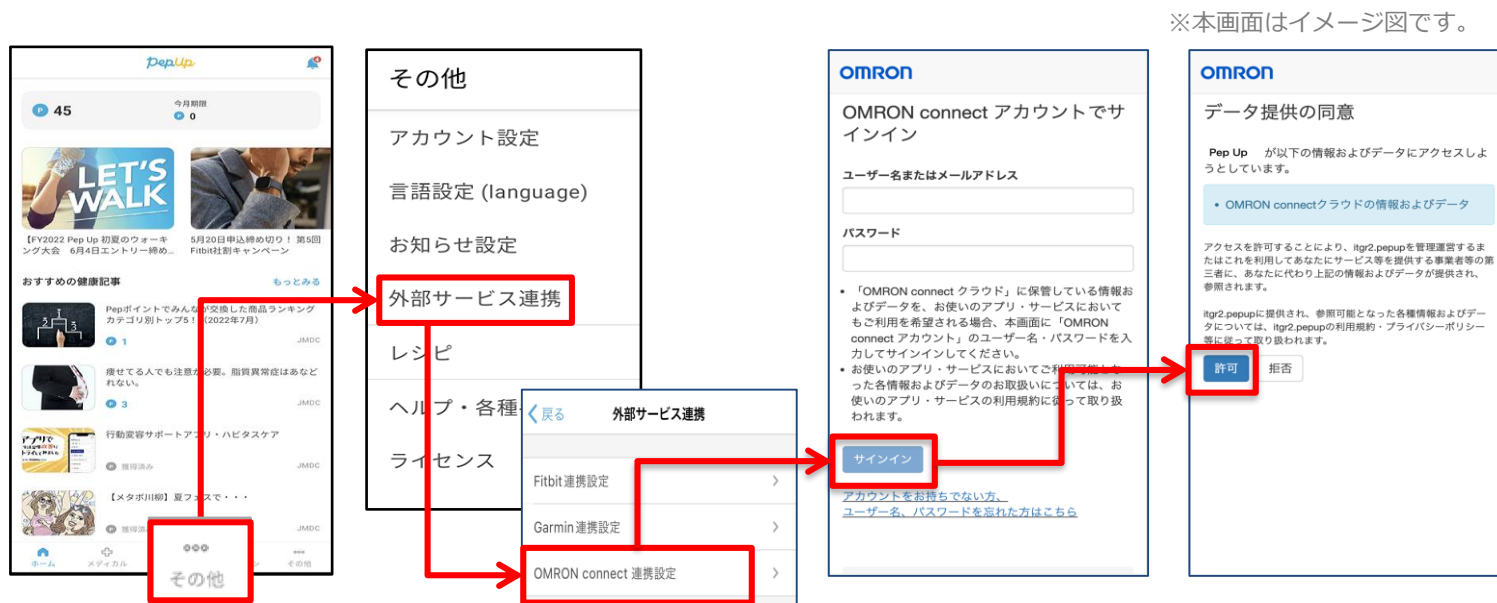 ※本画面はイメージ図です。
PepUp
4
P 45
今月期限
P 0
LET'S
WALK
【FY2022 Pep Up 初夏のウォーキ
ング大会 6月4日エントリー締め...
5月20日申込締め切り! 第5回
Fitbit社割キャンペーン
おすすめの健康記事
もっとみる
Pepポイントでみんなが交換した商品ランキング
カテゴリ別トップ5!(2022年7月)
P 1
JMDC
痩せてる人でも注意が必要。脂質異常症はあなど
れない。
P 3
JMDC
行動変容サポートアプリ・ハビタスケア
P 獲得済み
JMDC
【メタボ川柳】夏フェスで・・・
P 獲得済
JMDC
ホーム
メディカル
その他
その他
その他
アカウント設定
言語設定 (language)
お知らせ設定
外部サービス連携
レシピ
ヘルプ・各種
ライセンス
戻る
外部サービス連携
Fitbit連携設定
Garmin連携設定
OMRON connect 連携設定
OMRON
OMRON connect アカウントでサ
インイン
ユーザー名またはメールアドレス
パスワード
• 「OMRON connect クラウド」に保管している情報お
よびデータを、お使いのアプリ・サービスにおいて
もご利用を希望される場合、本画面に「OMRON
connect アカウント」のユーザー名・パスワードを入
力してサインインしてください。
• お使いのアプリ・サービスにおいてご利用可能とな
った各情報およびデータのお取扱いについては、お
使いのアプリ・サービスの利用規約に従って取り扱
われます。
サインイン
アカウントをお持ちでない方、
ユーザー名、パスワードを忘れた方はこちら
OMRON
データ提供の同意
Pep Up が以下の情報およびデータにアクセスしよ
うとしています。
• OMRON connectクラウドの情報およびデータ
アクセスを許可することにより、itgr2.pepupを管理運営するま
たはこれを利用してあなたにサービス等を提供する事業者等の第
三者に、あなたに代わり上記の情報およびデータが提供され、
参照されます。
itgr2.pepupに提供され、参照可能となった各種情報およびデー
タについては、itgr2.pepupの利用規約・プライバシーポリシー
等に従って取り扱われます。
許可
拒否